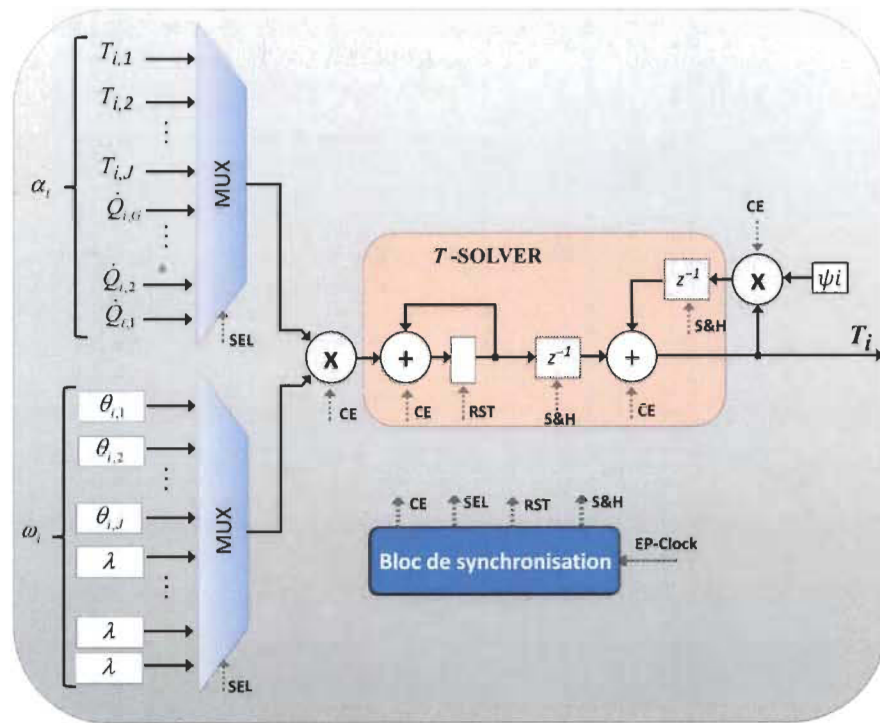 T_{i,1}
T_{i,2}
⋮
T_{i,J}
α_i
Q̇_{i,G}
⋮
Q̇_{i,2}
Q̇_{i,1}
MUX
SEL
θ_{i,1}
θ_{i,2}
⋮
θ_{i,J}
ω_i
λ
⋮
λ
λ
MUX
SEL
X
CE
T-SOLVER
+
CE
RST
z⁻¹
S&H
+
CE
z⁻¹
S&H
CE
X
ψi
T_i
CE
SEL
RST
S&H
Bloc de synchronisation
EP-Clock